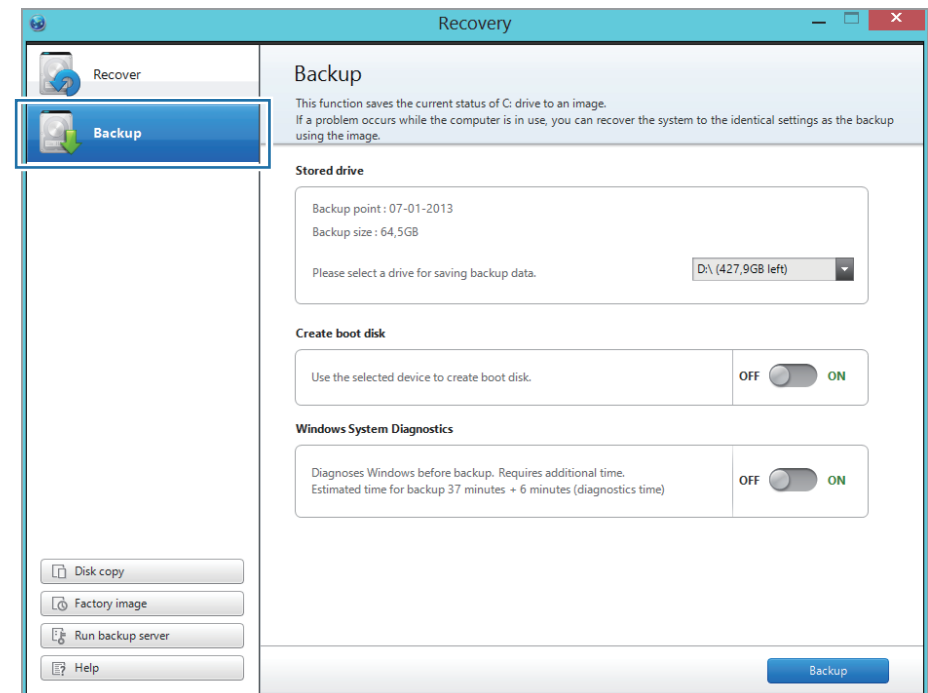 Recovery
Recover
Backup
Backup
This function saves the current status of C: drive to an image.
If a problem occurs while the computer is in use, you can recover the system to the identical settings as the backup
using the image.
Stored drive
Backup point : 07-01-2013
Backup size : 64,5GB
Please select a drive for saving backup data.
D:\ (427,9GB left)
Create boot disk
Use the selected device to create boot disk.
OFF ON
Windows System Diagnostics
Diagnoses Windows before backup. Requires additional time.
Estimated time for backup 37 minutes + 6 minutes (diagnostics time)
OFF ON
Disk copy
Factory image
Run backup server
Help
Backup